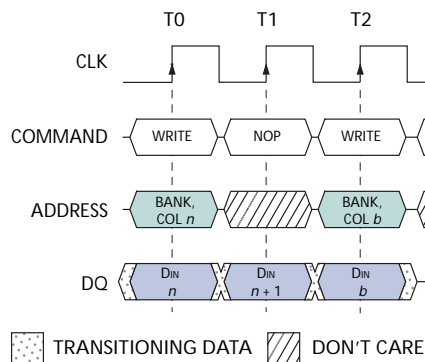 T0 T1 T2
CLK
COMMAND WRITE NOP WRITE
ADDRESS BANK, COL n BANK, COL b
DQ DIN n DIN n + 1 DIN b
TRANSITIONING DATA DON'T CARE